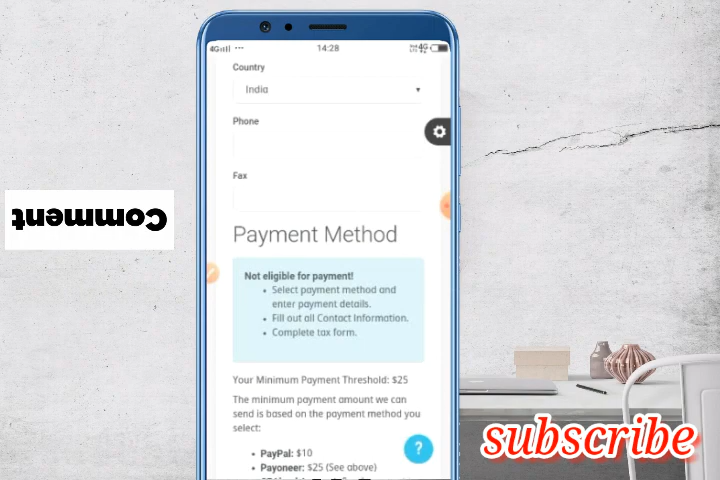 4G
14:28
4G
Country
India
Phone
Fax
Comment
Payment Method
Not eligible for payment!
• Select payment method and
enter payment details.
• Fill out all Contact Information.
• Complete tax form.
Your Minimum Payment Threshold: $25
The minimum payment amount we can
send is based on the payment method you
select:
• PayPal: $10
• Payoneer: $25 (See above)
?
subscribe